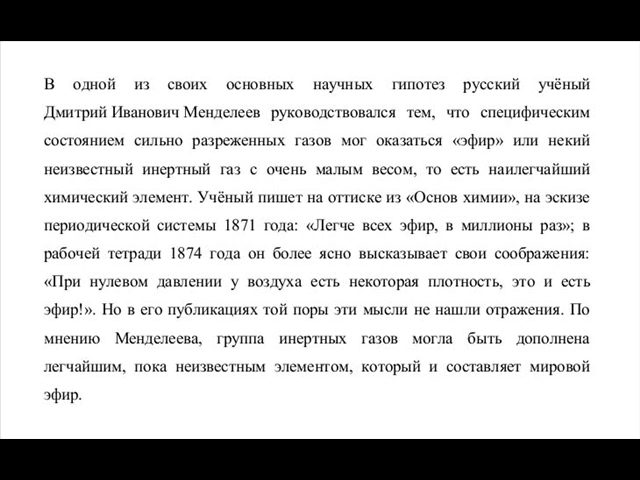 В одной из своих основных научных гипотез русский учёный
Дмитрий Иванович Менделеев руководствовался тем, что специфическим
состоянием сильно разреженных газов мог оказаться «эфир» или некий
неизвестный инертный газ с очень малым весом, то есть наилегчайший
химический элемент. Учёный пишет на оттиске из «Основ химии», на эскизе
периодической системы 1871 года: «Легче всех эфир, в миллионы раз»; в
рабочей тетради 1874 года он более ясно высказывает свои соображения:
«При нулевом давлении у воздуха есть некоторая плотность, это и есть
эфир!». Но в его публикациях той поры эти мысли не нашли отражения. По
мнению Менделеева, группа инертных газов могла быть дополнена
легчайшим, пока неизвестным элементом, который и составляет мировой
эфир.